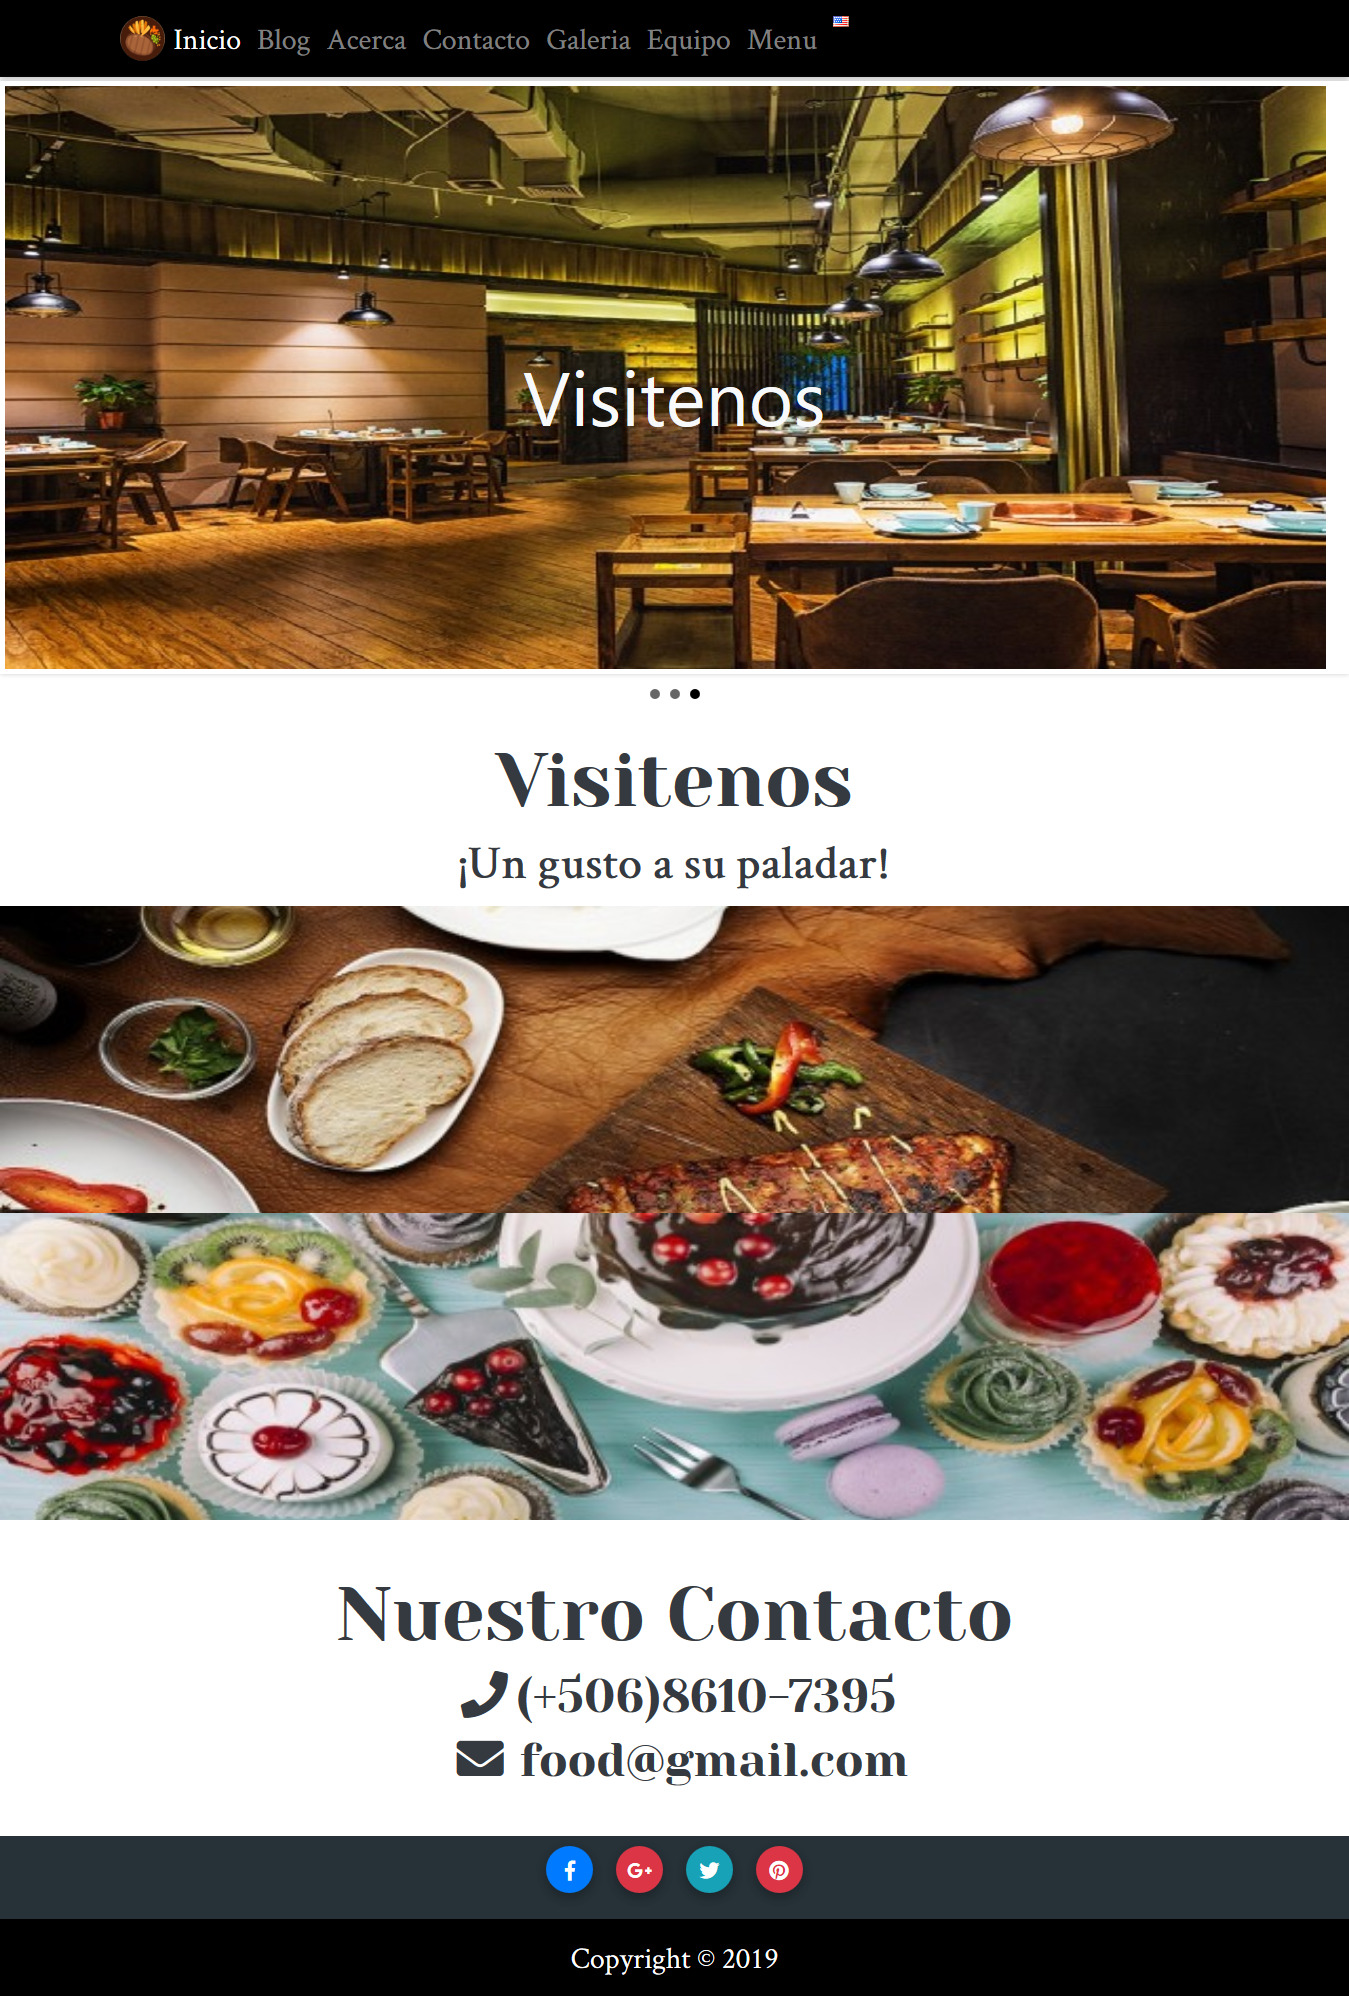 Inicio Blog Acerca Contacto Galeria Equipo Menu
Visitenos
Visitenos
¡Un gusto a su paladar!
Nuestro Contacto
(+506)8610-7395
food@gmail.com
G+
Copyright © 2019